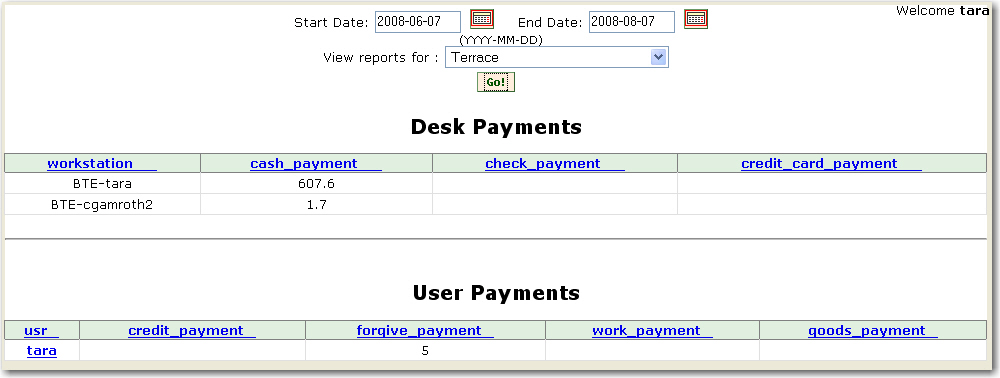 Welcome tara
Start Date: 2008-06-07 End Date: 2008-08-07
(YYYY-MM-DD)
View reports for : Terrace
Go!
Desk Payments
workstation cash_payment check_payment credit_card_payment
BTE-tara 607.6
BTE-cgamroth2 1.7
User Payments
usr credit_payment forgive_payment work_payment goods_payment
tara 5